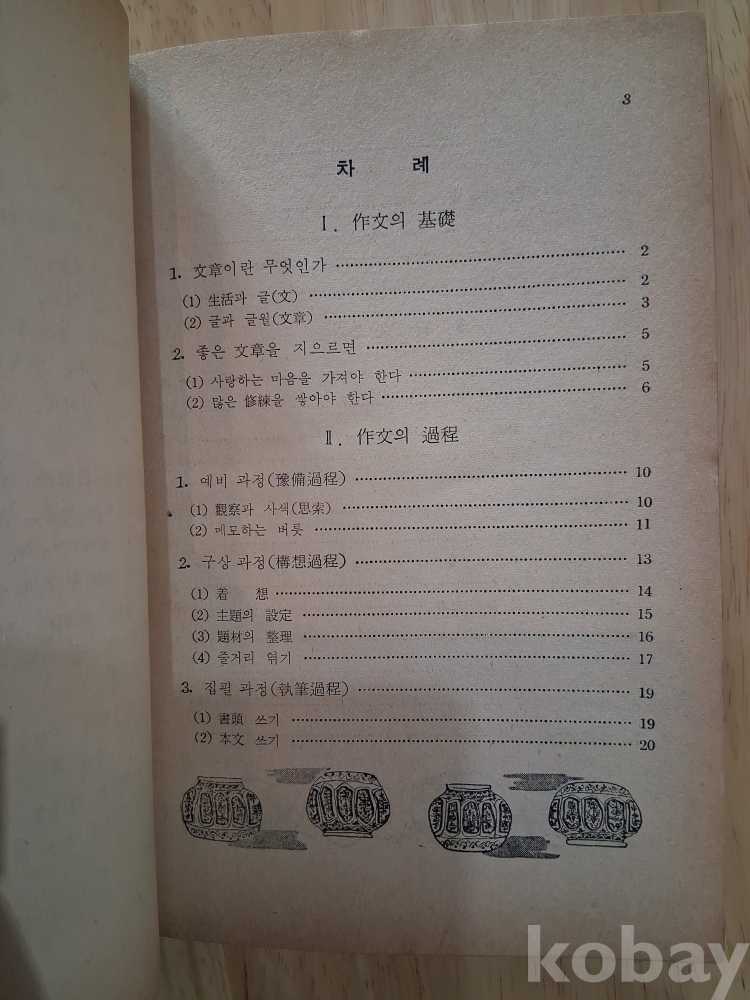 3
차 례
Ⅰ. 作文의 基礎
1. 文章이란 무엇인가 ················ 2
(1) 生活과 글(文) ················ 2
(2) 글과 글월(文章) ················ 3
2. 좋은 文章을 지으르면 ················ 5
(1) 사랑하는 마음을 가져야 한다 ················ 5
(2) 많은 修練을 쌓아야 한다 ················ 6
Ⅱ. 作文의 過程
1. 예비 과정(豫備過程) ················ 10
(1) 觀察과 사색(思索) ················ 10
(2) 메모하는 버릇 ················ 11
2. 구상 과정(構想過程) ················ 13
(1) 着 想 ················ 14
(2) 主題의 設定 ················ 15
(3) 題材의 整理 ················ 16
(4) 줄거리 엮기 ················ 17
3. 집필 과정(執筆過程) ················ 19
(1) 書頭 쓰기 ················ 19
(2) 本文 쓰기 ················ 20
kobay